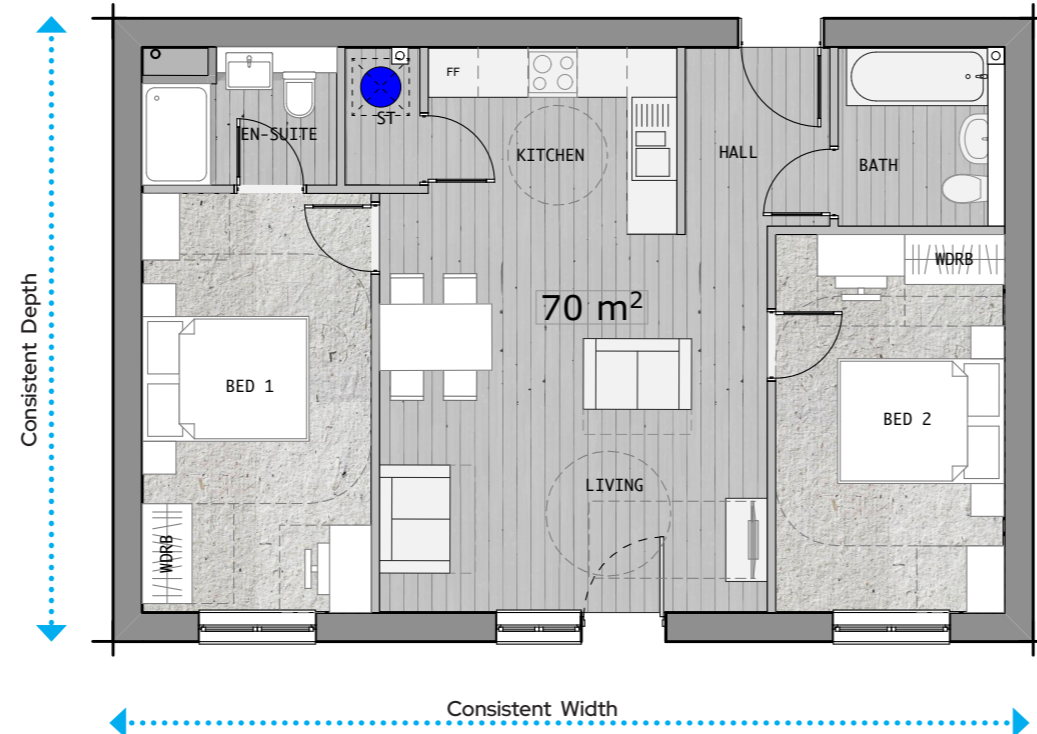 FF
ST
EN-SUITE
KITCHEN
HALL
BATH
WDRB
70 m²
BED 1
BED 2
LIVING
WDRB
Consistent Depth
Consistent Width